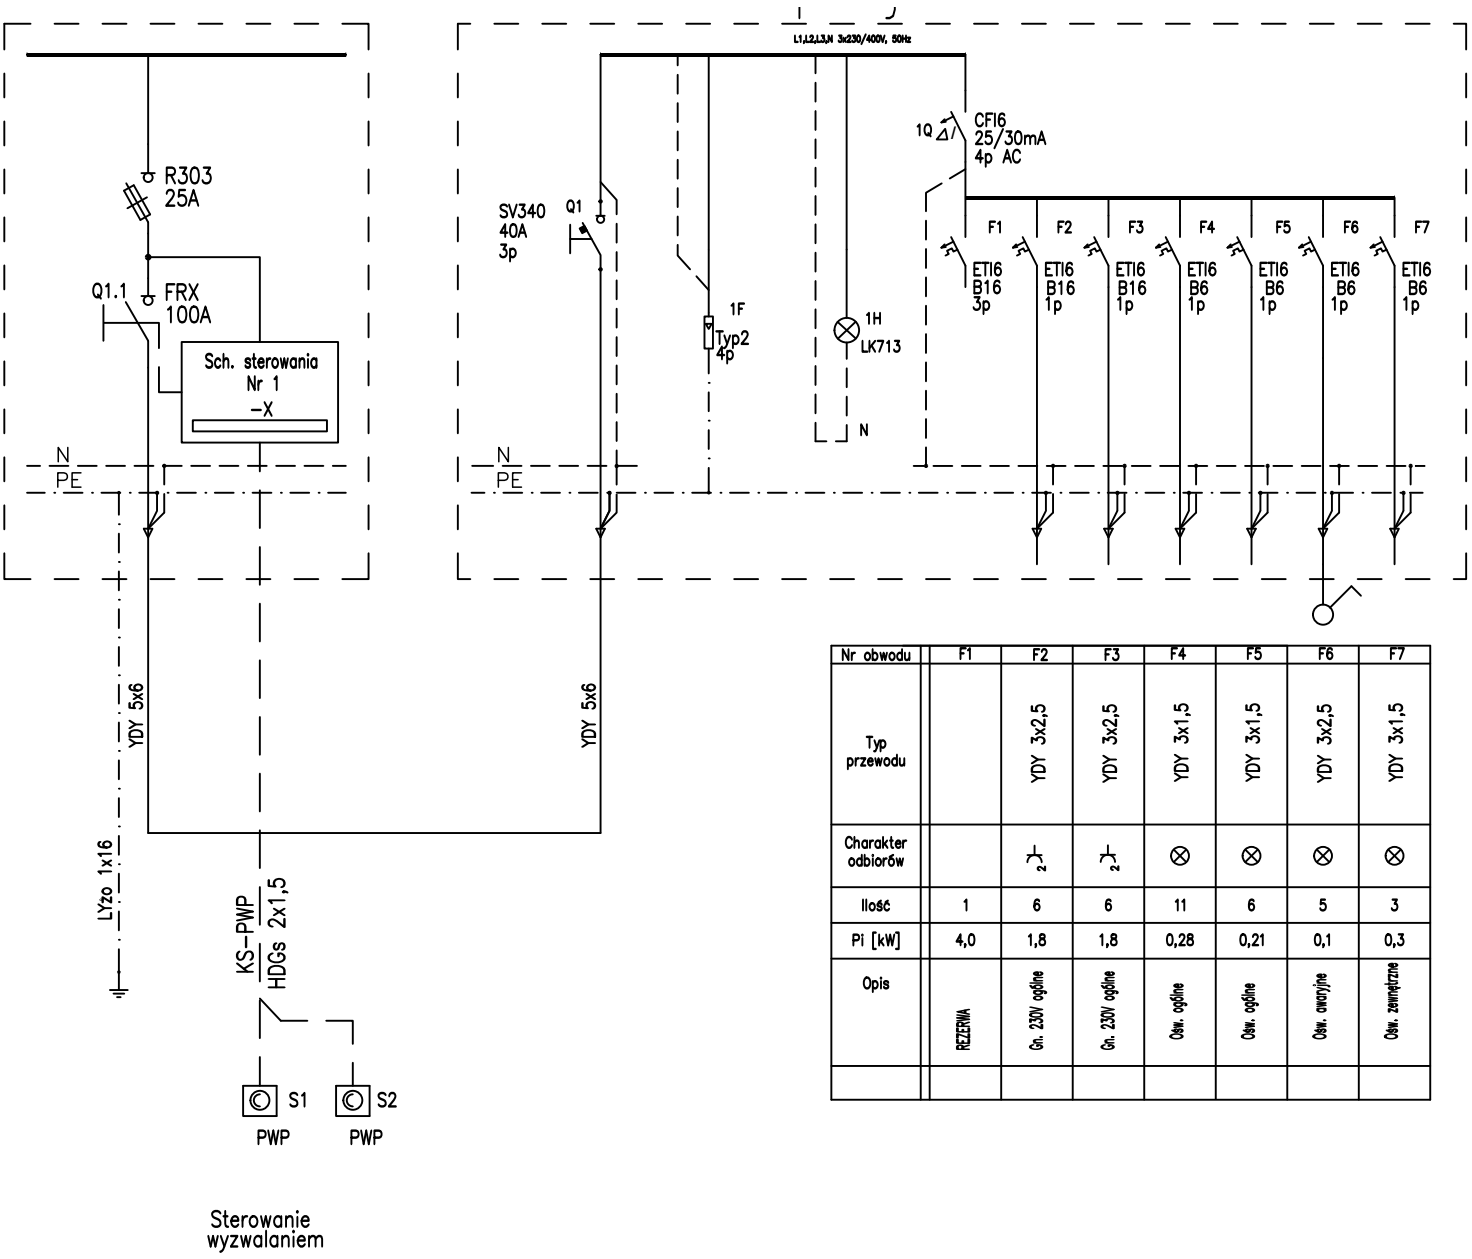 L1,L2,L3,N 3x230/400V, 50Hz
R303
25A
Q1.1
FRX
100A
Sch. sterowania
Nr 1
-X
N
PE
SV340
40A
3p
Q1
1F
Typ2
4p
1H
LK713
N
1Q
CFI6
25/30mA
4p AC
F1
ETI6
B16
3p
F2
ETI6
B16
1p
F3
ETI6
B16
1p
F4
ETI6
B6
1p
F5
ETI6
B6
1p
F6
ETI6
B6
1p
F7
ETI6
B6
1p
N
PE
YDY 5x6
YDY 5x6
LYżo 1x16
KS-PWP
HDGs 2x1,5
S1
S2
PWP
PWP
Sterowanie
wyzwalaniem
Nr obwodu F1 F2 F3 F4 F5 F6 F7
Typ
przewodu
YDY 3x2,5
YDY 3x2,5
YDY 3x1,5
YDY 3x1,5
YDY 3x2,5
YDY 3x1,5
Charakter
odbiorów
2
2
Ilość 1 6 6 11 6 5 3
Pi [kW] 4,0 1,8 1,8 0,28 0,21 0,1 0,3
Opis
REZERWA
Gn. 230V ogólne
Gn. 230V ogólne
Ośw. ogólne
Ośw. ogólne
Ośw. awaryjne
Ośw. zewnętrzne